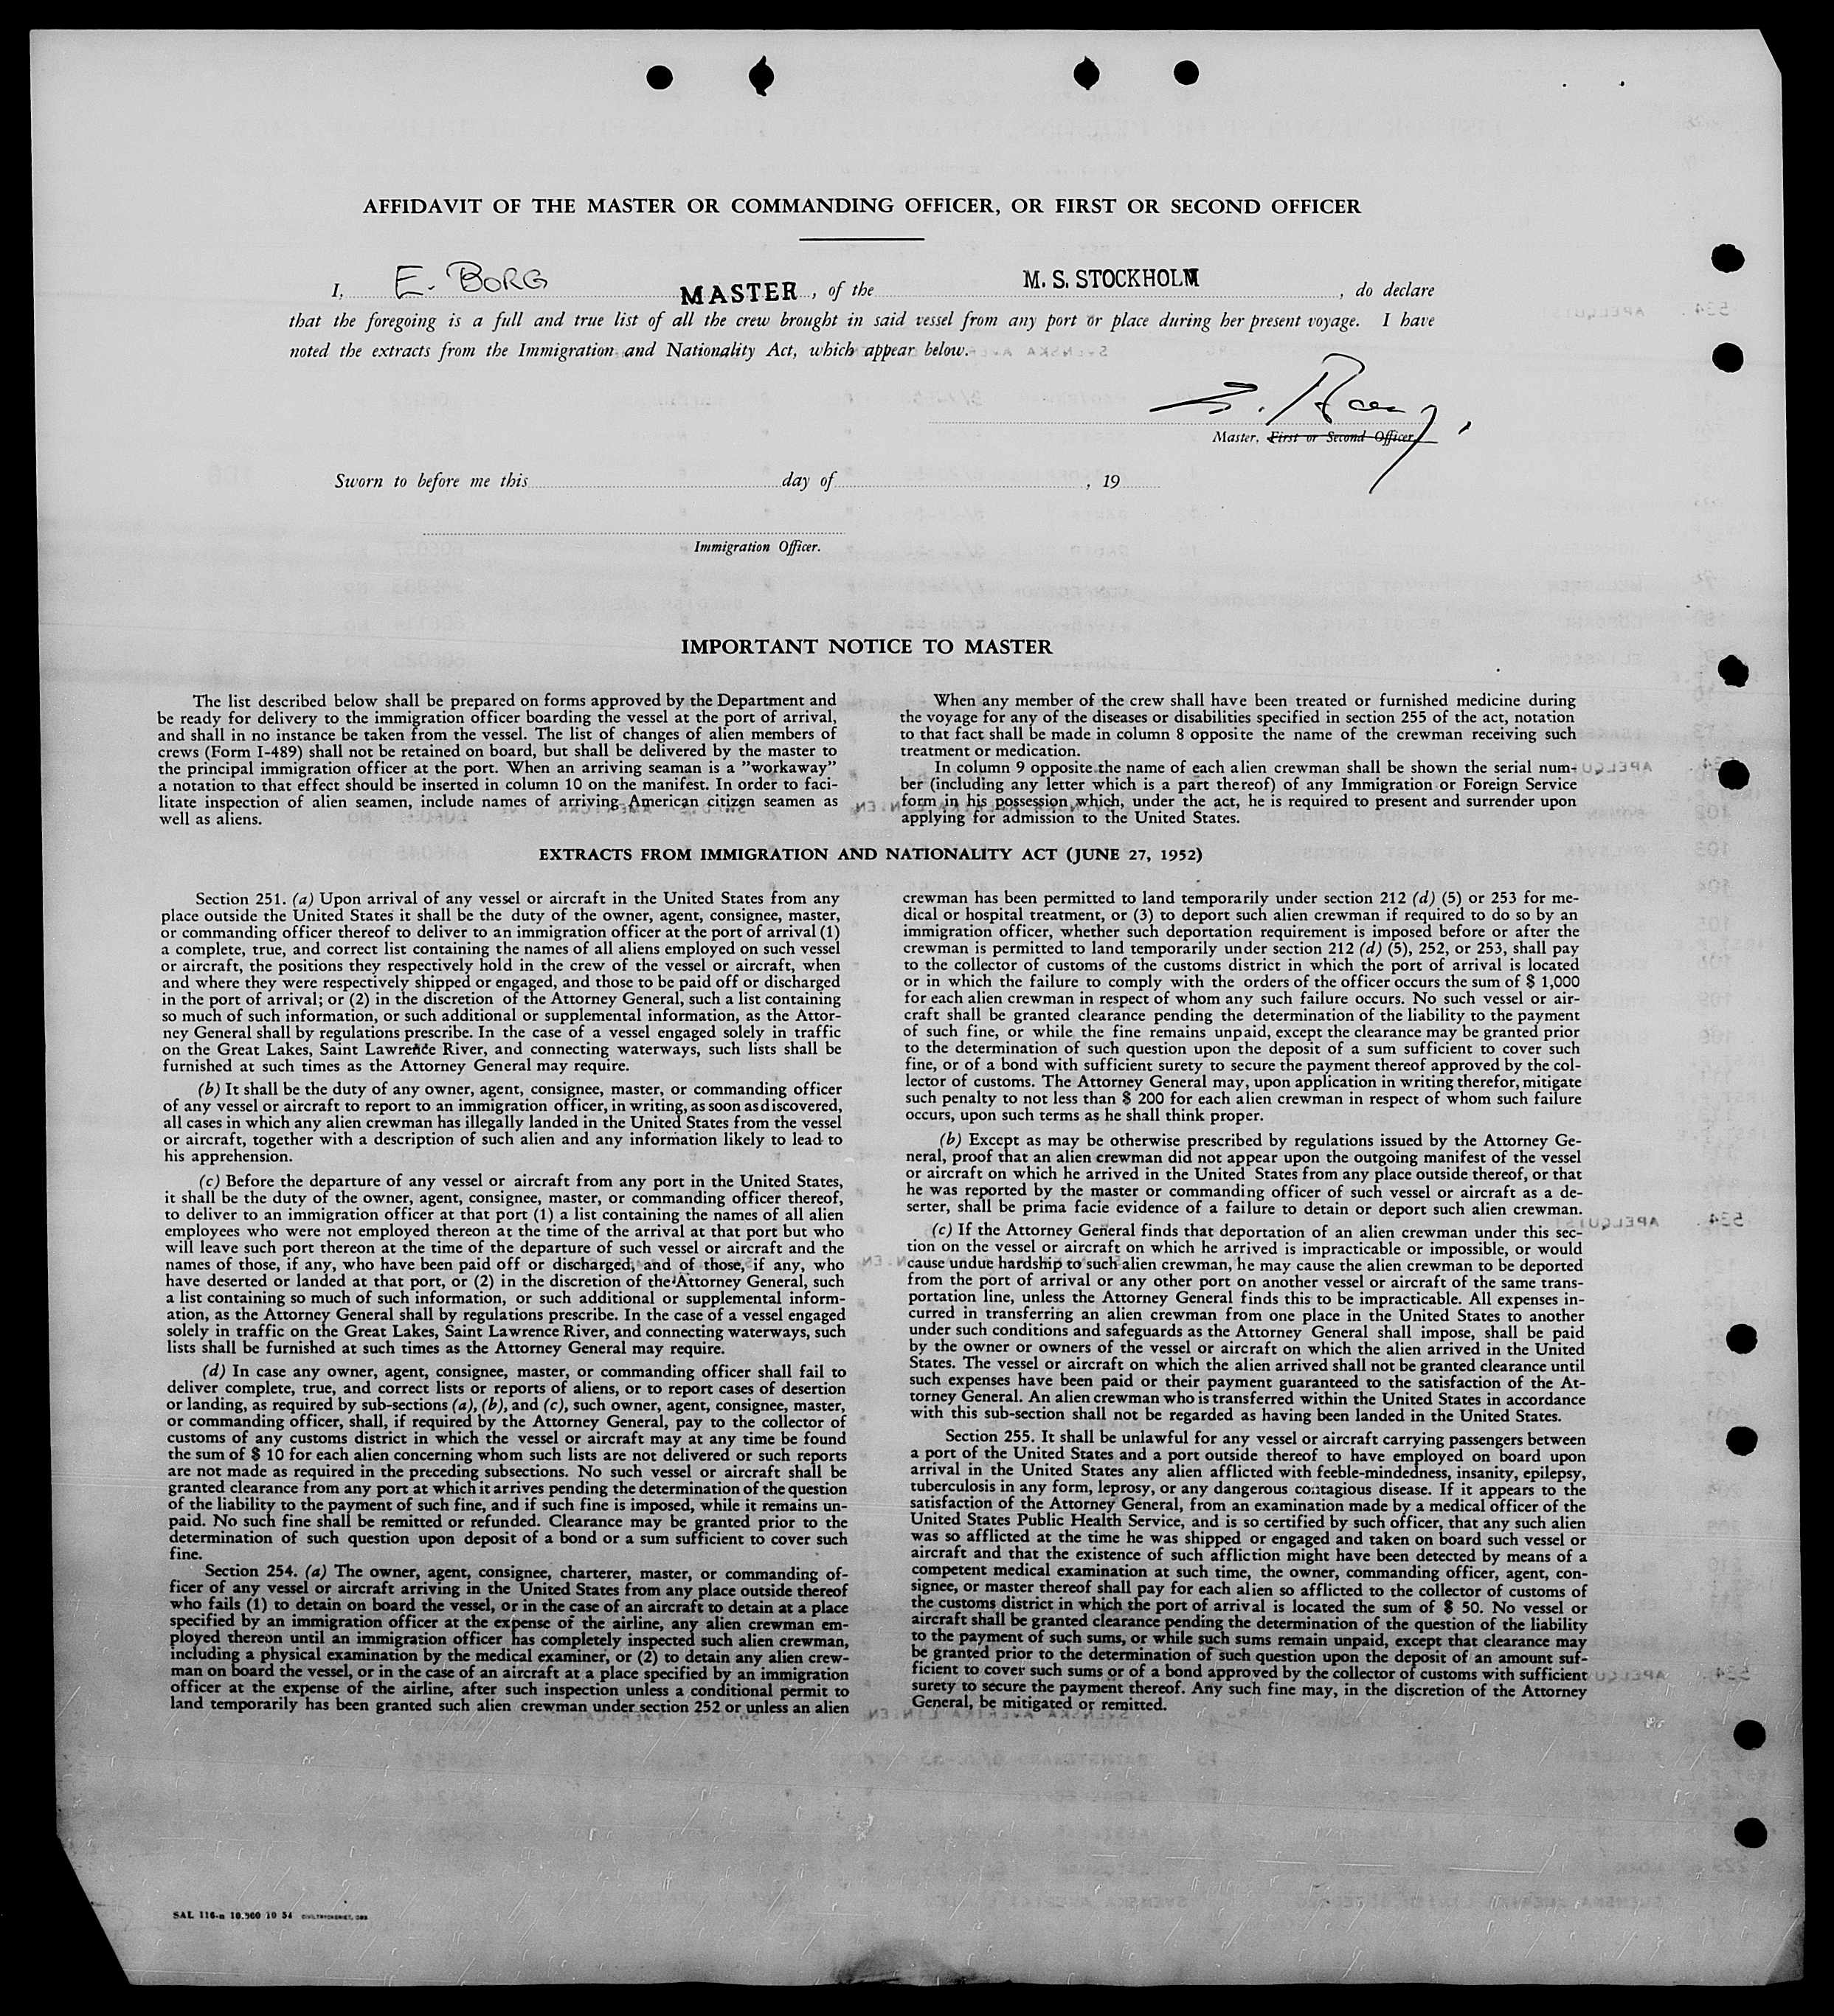 AFFIDAVIT OF THE MASTER OR COMMANDING OFFICER, OR FIRST OR SECOND OFFICER
I, E. BORG MASTER, of the M. S. STOCKHOLM, do declare
that the foregoing is a full and true list of all the crew brought in said vessel from any port or place during her present voyage. I have
noted the extracts from the Immigration and Nationality Act, which appear below.
E. Borg.
Master, First or Second Officer
Sworn to before me this day of , 19
Immigration Officer.
IMPORTANT NOTICE TO MASTER
The list described below shall be prepared on forms approved by the Department and
be ready for delivery to the immigration officer boarding the vessel at the port of arrival,
and shall in no instance be taken from the vessel. The list of changes of alien members of
crews (Form I-489) shall not be retained on board, but shall be delivered by the master to
the principal immigration officer at the port. When an arriving seaman is a "workaway"
a notation to that effect should be inserted in column 10 on the manifest. In order to faci-
litate inspection of alien seamen, include names of arriving American citizen seamen as
well as aliens.
When any member of the crew shall have been treated or furnished medicine during
the voyage for any of the diseases or disabilities specified in section 255 of the act, notation
to that fact shall be made in column 8 opposite the name of the crewman receiving such
treatment or medication.
In column 9 opposite the name of each alien crewman shall be shown the serial num-
ber (including any letter which is a part thereof) of any Immigration or Foreign Service
form in his possession which, under the act, he is required to present and surrender upon
applying for admission to the United States.
EXTRACTS FROM IMMIGRATION AND NATIONALITY ACT (JUNE 27, 1952)
Section 251. (a) Upon arrival of any vessel or aircraft in the United States from any
place outside the United States it shall be the duty of the owner, agent, consignee, master,
or commanding officer thereof to deliver to an immigration officer at the port of arrival (1)
a complete, true, and correct list containing the names of all aliens employed on such vessel
or aircraft, the positions they respectively hold in the crew of the vessel or aircraft, when
and where they were respectively shipped or engaged, and those to be paid off or discharged
in the port of arrival; or (2) in the discretion of the Attorney General, such a list containing
so much of such information, or such additional or supplemental information, as the Attor-
ney General shall by regulations prescribe. In the case of a vessel engaged solely in traffic
on the Great Lakes, Saint Lawrence River, and connecting waterways, such lists shall be
furnished at such times as the Attorney General may require.
(b) It shall be the duty of any owner, agent, consignee, master, or commanding officer
of any vessel or aircraft to report to an immigration officer, in writing, as soon as discovered,
all cases in which any alien crewman has illegally landed in the United States from the vessel
or aircraft, together with a description of such alien and any information likely to lead to
his apprehension.
(c) Before the departure of any vessel or aircraft from any port in the United States,
it shall be the duty of the owner, agent, consignee, master, or commanding officer thereof,
to deliver to an immigration officer at that port (1) a list containing the names of all alien
employees who were not employed thereon at the time of the arrival at that port but who
will leave such port thereon at the time of the departure of such vessel or aircraft and the
names of those, if any, who have been paid off or discharged, and of those, if any, who
have deserted or landed at that port, or (2) in the discretion of the Attorney General, such
a list containing so much of such information, or such additional or supplemental inform-
ation, as the Attorney General shall by regulations prescribe. In the case of a vessel engaged
solely in traffic on the Great Lakes, Saint Lawrence River, and connecting waterways, such
lists shall be furnished at such times as the Attorney General may require.
(d) In case any owner, agent, consignee, master, or commanding officer shall fail to
deliver complete, true, and correct lists or reports of aliens, or to report cases of desertion
or landing, as required by sub-sections (a), (b), and (c), such owner, agent, consignee, master,
or commanding officer, shall, if required by the Attorney General, pay to the collector of
customs of any customs district in which the vessel or aircraft may at any time be found
the sum of $ 10 for each alien concerning whom such lists are not delivered or such reports
are not made as required in the preceding subsections. No such vessel or aircraft shall be
granted clearance from any port at which it arrives pending the determination of the question
of the liability to the payment of such fine, and if such fine is imposed, while it remains un-
paid. No such fine shall be remitted or refunded. Clearance may be granted prior to the
determination of such question upon deposit of a bond or a sum sufficient to cover such
fine.
Section 254. (a) The owner, agent, consignee, charterer, master, or commanding of-
ficer of any vessel or aircraft arriving in the United States from any place outside thereof
who fails (1) to detain on board the vessel, or in the case of an aircraft to detain at a place
specified by an immigration officer at the expense of the airline, any alien crewman em-
ployed thereon until an immigration officer has completely inspected such alien crewman,
including a physical examination by the medical examiner, or (2) to detain any alien crew-
man on board the vessel, or in the case of an aircraft at a place specified by an immigration
officer at the expense of the airline, after such inspection unless a conditional permit to
land temporarily has been granted such alien crewman under section 252 or unless an alien
crewman has been permitted to land temporarily under section 212 (d) (5) or 253 for me-
dical or hospital treatment, or (3) to deport such alien crewman if required to do so by an
immigration officer, whether such deportation requirement is imposed before or after the
crewman is permitted to land temporarily under section 212 (d) (5), 252, or 253, shall pay
to the collector of customs of the customs district in which the port of arrival is located
or in which the failure to comply with the orders of the officer occurs the sum of $ 1,000
for each alien crewman in respect of whom any such failure occurs. No such vessel or air-
craft shall be granted clearance pending the determination of the liability to the payment
of such fine, or while the fine remains unpaid, except the clearance may be granted prior
to the determination of such question upon the deposit of a sum sufficient to cover such
fine, or of a bond with sufficient surety to secure the payment thereof approved by the col-
lector of customs. The Attorney General may, upon application in writing therefor, mitigate
such penalty to not less than $ 200 for each alien crewman in respect of whom such failure
occurs, upon such terms as he shall think proper.
(b) Except as may be otherwise prescribed by regulations issued by the Attorney Ge-
neral, proof that an alien crewman did not appear upon the outgoing manifest of the vessel
or aircraft on which he arrived in the United States from any place outside thereof, or that
he was reported by the master or commanding officer of such vessel or aircraft as a de-
serter, shall be prima facie evidence of a failure to detain or deport such alien crewman.
(c) If the Attorney General finds that deportation of an alien crewman under this sec-
tion on the vessel or aircraft on which he arrived is impracticable or impossible, or would
cause undue hardship to such alien crewman, he may cause the alien crewman to be deported
from the port of arrival or any other port on another vessel or aircraft of the same trans-
portation line, unless the Attorney General finds this to be impracticable. All expenses in-
curred in transferring an alien crewman from one place in the United States to another
under such conditions and safeguards as the Attorney General shall impose, shall be paid
by the owner or owners of the vessel or aircraft on which the alien arrived in the United
States. The vessel or aircraft on which the alien arrived shall not be granted clearance until
such expenses have been paid or their payment guaranteed to the satisfaction of the At-
torney General. An alien crewman who is transferred within the United States in accordance
with this sub-section shall not be regarded as having been landed in the United States.
Section 255. It shall be unlawful for any vessel or aircraft carrying passengers between
a port of the United States and a port outside thereof to have employed on board upon
arrival in the United States any alien afflicted with feeble-mindedness, insanity, epilepsy,
tuberculosis in any form, leprosy, or any dangerous contagious disease. If it appears to the
satisfaction of the Attorney General, from an examination made by a medical officer of the
United States Public Health Service, and is so certified by such officer, that any such alien
was so afflicted at the time he was shipped or engaged and taken on board such vessel or
aircraft and that the existence of such affliction might have been detected by means of a
competent medical examination at such time, the owner, commanding officer, agent, con-
signee, or master thereof shall pay for each alien so afflicted to the collector of customs of
the customs district in which the port of arrival is located the sum of $ 50. No vessel or
aircraft shall be granted clearance pending the determination of the question of the liability
to the payment of such sums, or while such sums remain unpaid, except that clearance may
be granted prior to the determination of such question upon the deposit of an amount suf-
ficient to cover such sums or of a bond approved by the collector of customs with sufficient
surety to secure the payment thereof. Any such fine may, in the discretion of the Attorney
General, be mitigated or remitted.
SAL 116-n 10.500 10 54